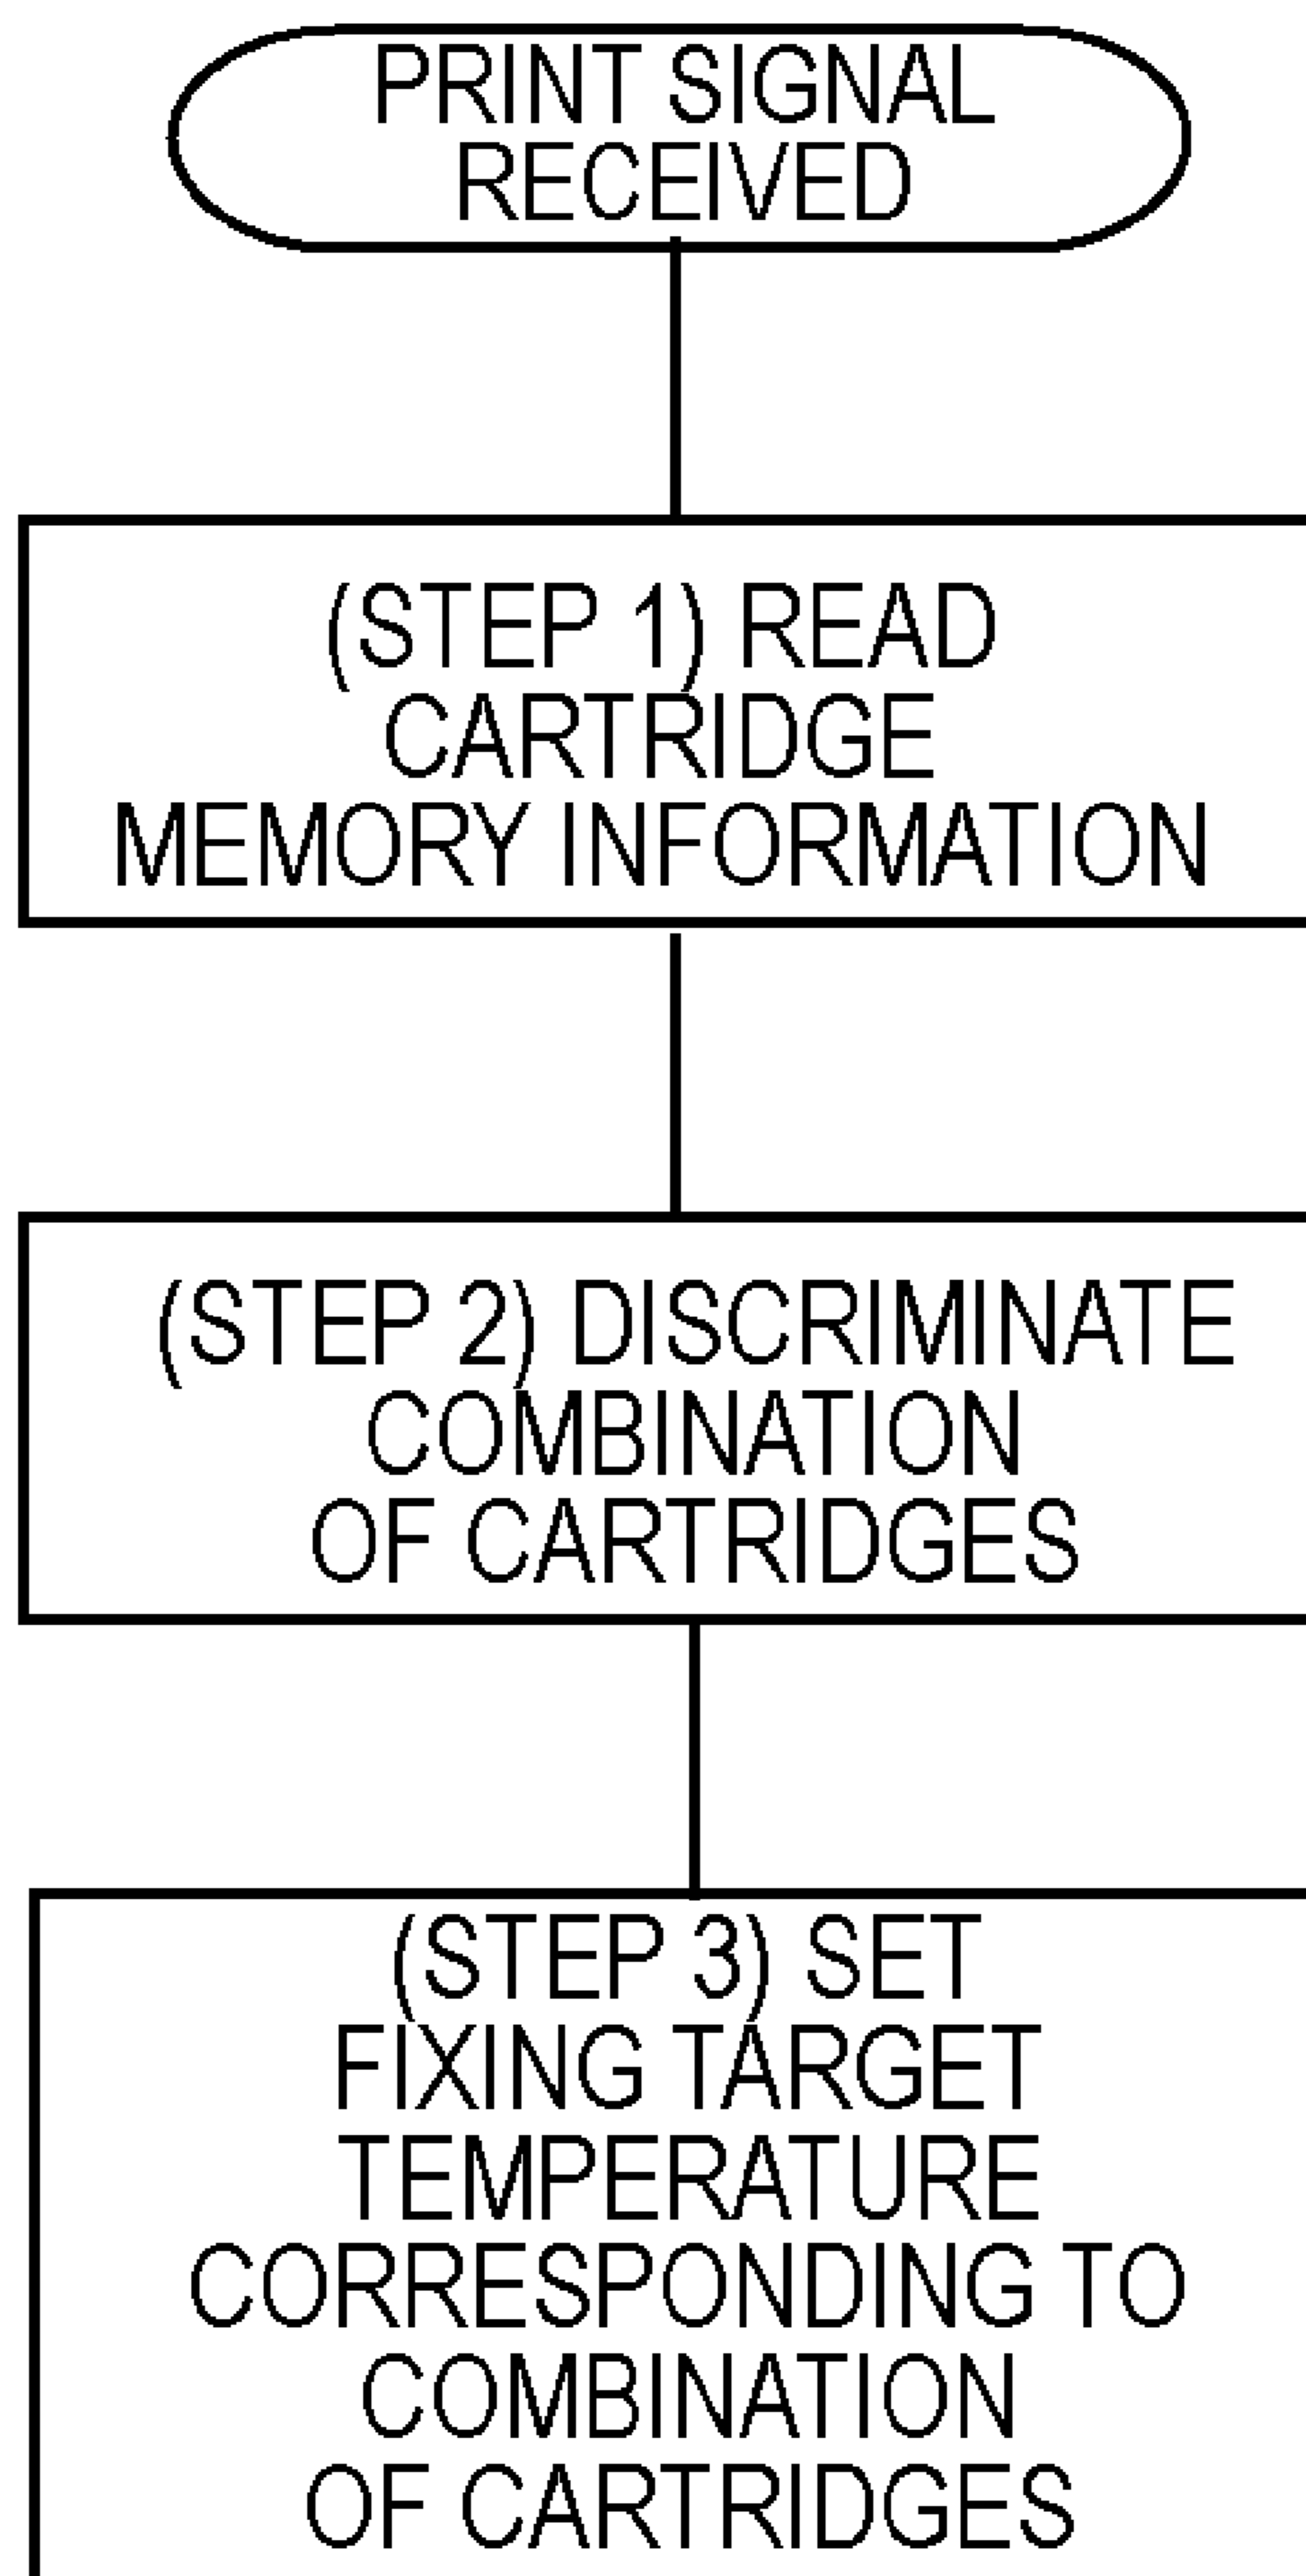 PRINT SIGNAL
RECEIVED
(STEP 1) READ
CARTRIDGE
MEMORY INFORMATION
(STEP 2) DISCRIMINATE
COMBINATION
OF CARTRIDGES
(STEP 3) SET
FIXING TARGET
TEMPERATURE
CORRESPONDING TO
COMBINATION
OF CARTRIDGES